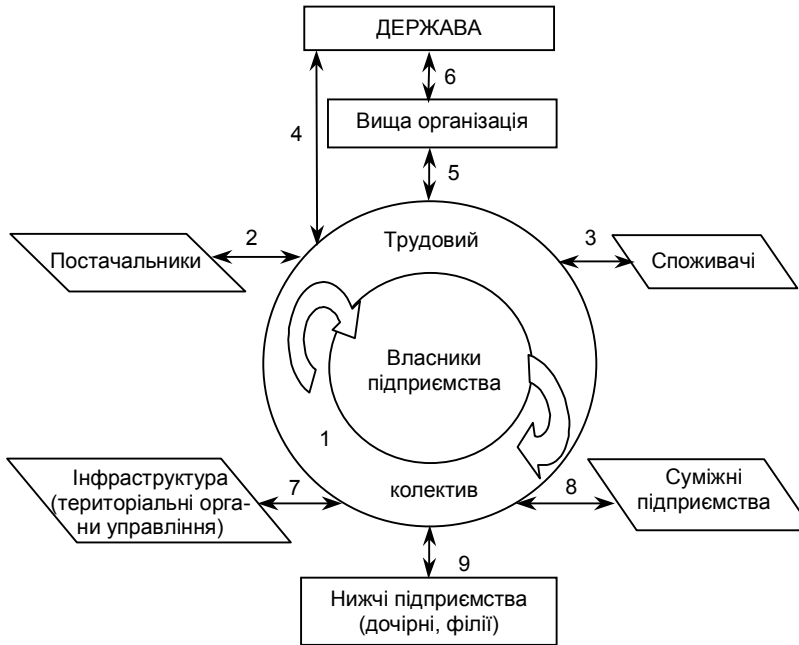 ДЕРЖАВА
6
4
Вища організація
5
Трудовий
2
3
Постачальники
Споживачі
Власники
підприємства
1
Інфраструктура
(територіальні орга-
ни управління)
7
колектив
8
Суміжні
підприємства
9
Нижчі підприємства
(дочірні, філії)